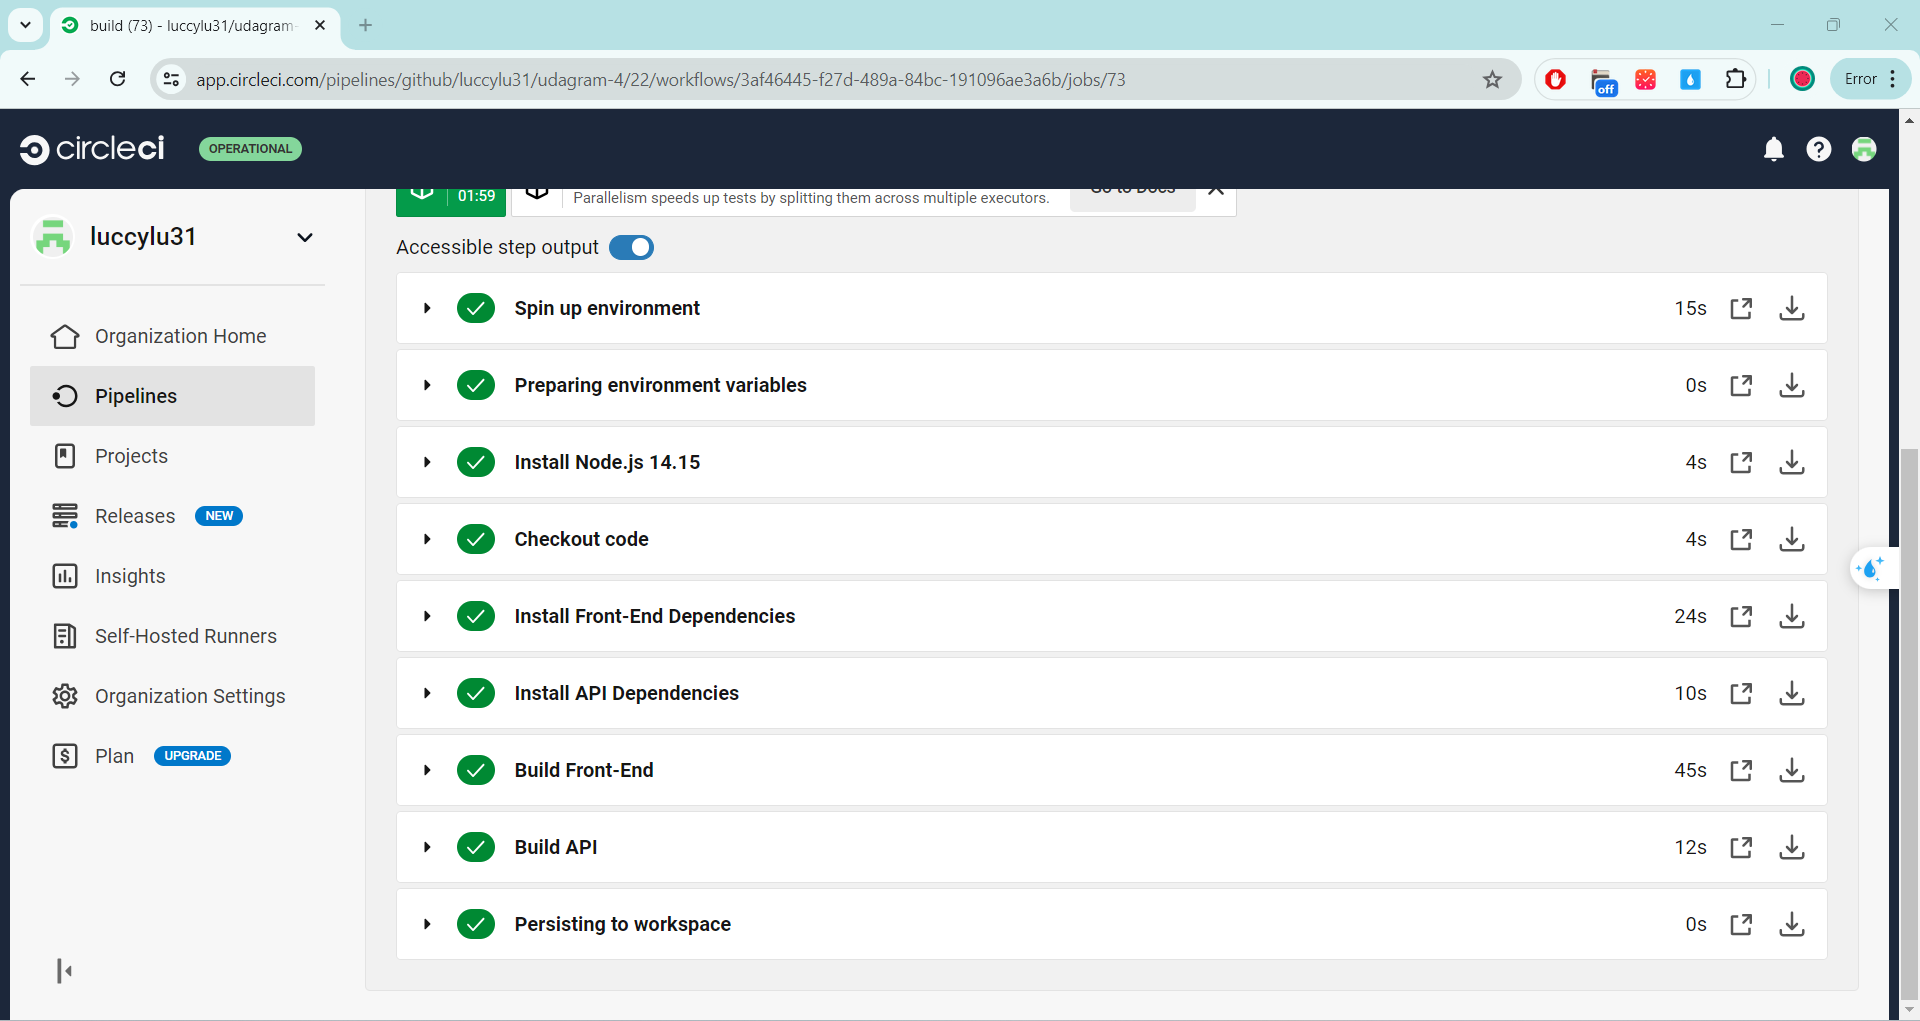 build (73) - luccylu31/udagram-
app.circleci.com/pipelines/github/luccylu31/udagram-4/22/workflows/3af46445-f27d-489a-84bc-191096ae3a6b/jobs/73
off
Error
circleci
OPERATIONAL
01:59
Parallelism speeds up tests by splitting them across multiple executors.
Go to Docs
luccylu31
Organization Home
Pipelines
Projects
Releases NEW
Insights
Self-Hosted Runners
Organization Settings
Plan UPGRADE
Accessible step output
Spin up environment 15s
Preparing environment variables 0s
Install Node.js 14.15 4s
Checkout code 4s
Install Front-End Dependencies 24s
Install API Dependencies 10s
Build Front-End 45s
Build API 12s
Persisting to workspace 0s